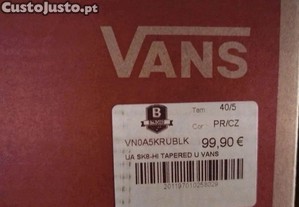 CustoJusto.pt
VANS
B
Tam 40/5
Cor PR/CZ
VN0A5KRUBLK 99,90 €
UA SK8-HI TAPERED U VANS